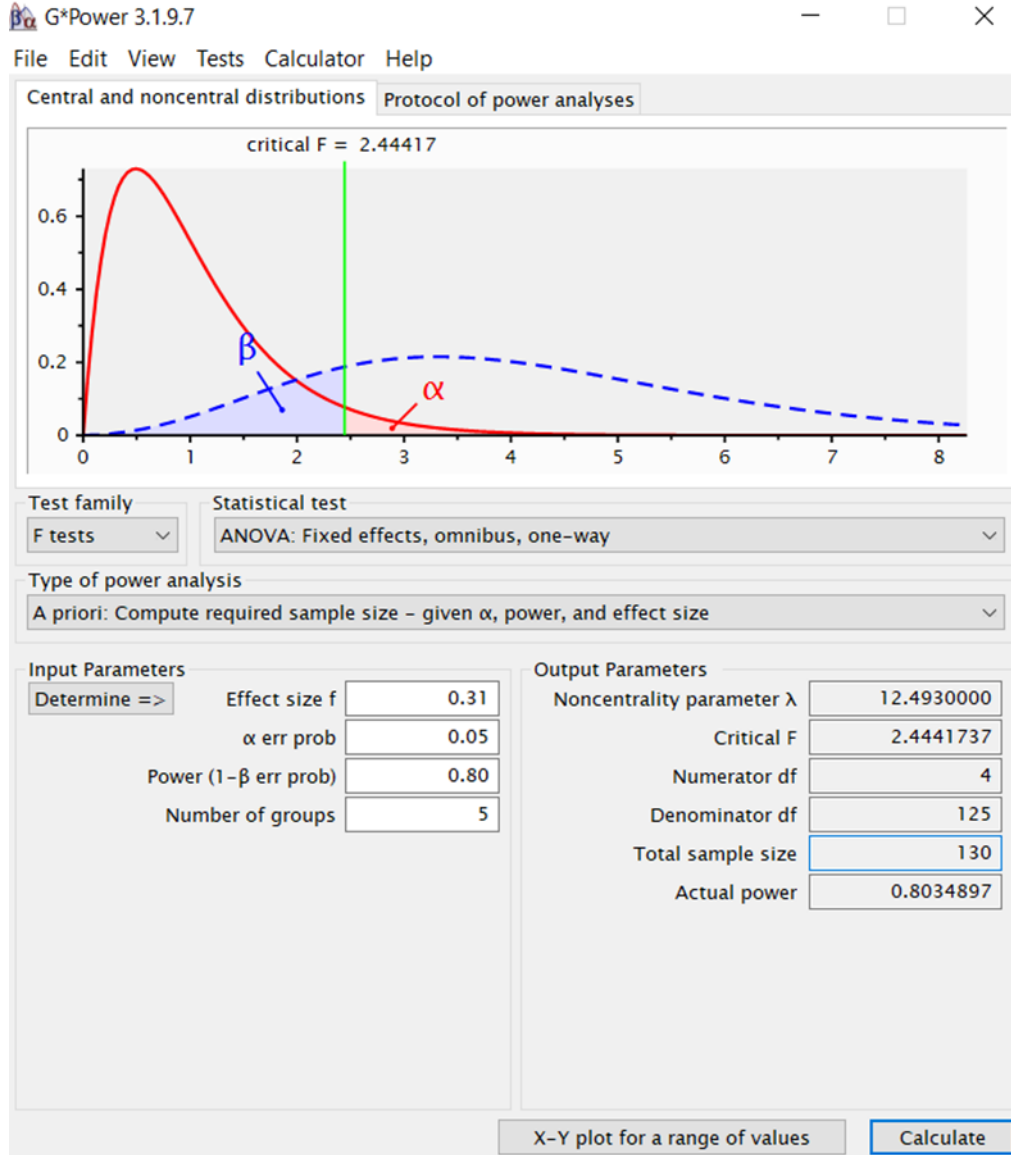 G*Power 3.1.9.7
File Edit View Tests Calculator Help
Central and noncentral distributions Protocol of power analyses
critical F = 2.44417
0.6
0.4
0.2
0
β
α
0 1 2 3 4 5 6 7 8
Test family Statistical test
F tests ANOVA: Fixed effects, omnibus, one-way
Type of power analysis
A priori: Compute required sample size – given α, power, and effect size
Input Parameters Output Parameters
Determine => Effect size f 0.31 Noncentrality parameter λ 12.4930000
α err prob 0.05 Critical F 2.4441737
Power (1-β err prob) 0.80 Numerator df 4
Number of groups 5 Denominator df 125
Total sample size 130
Actual power 0.8034897
X-Y plot for a range of values Calculate